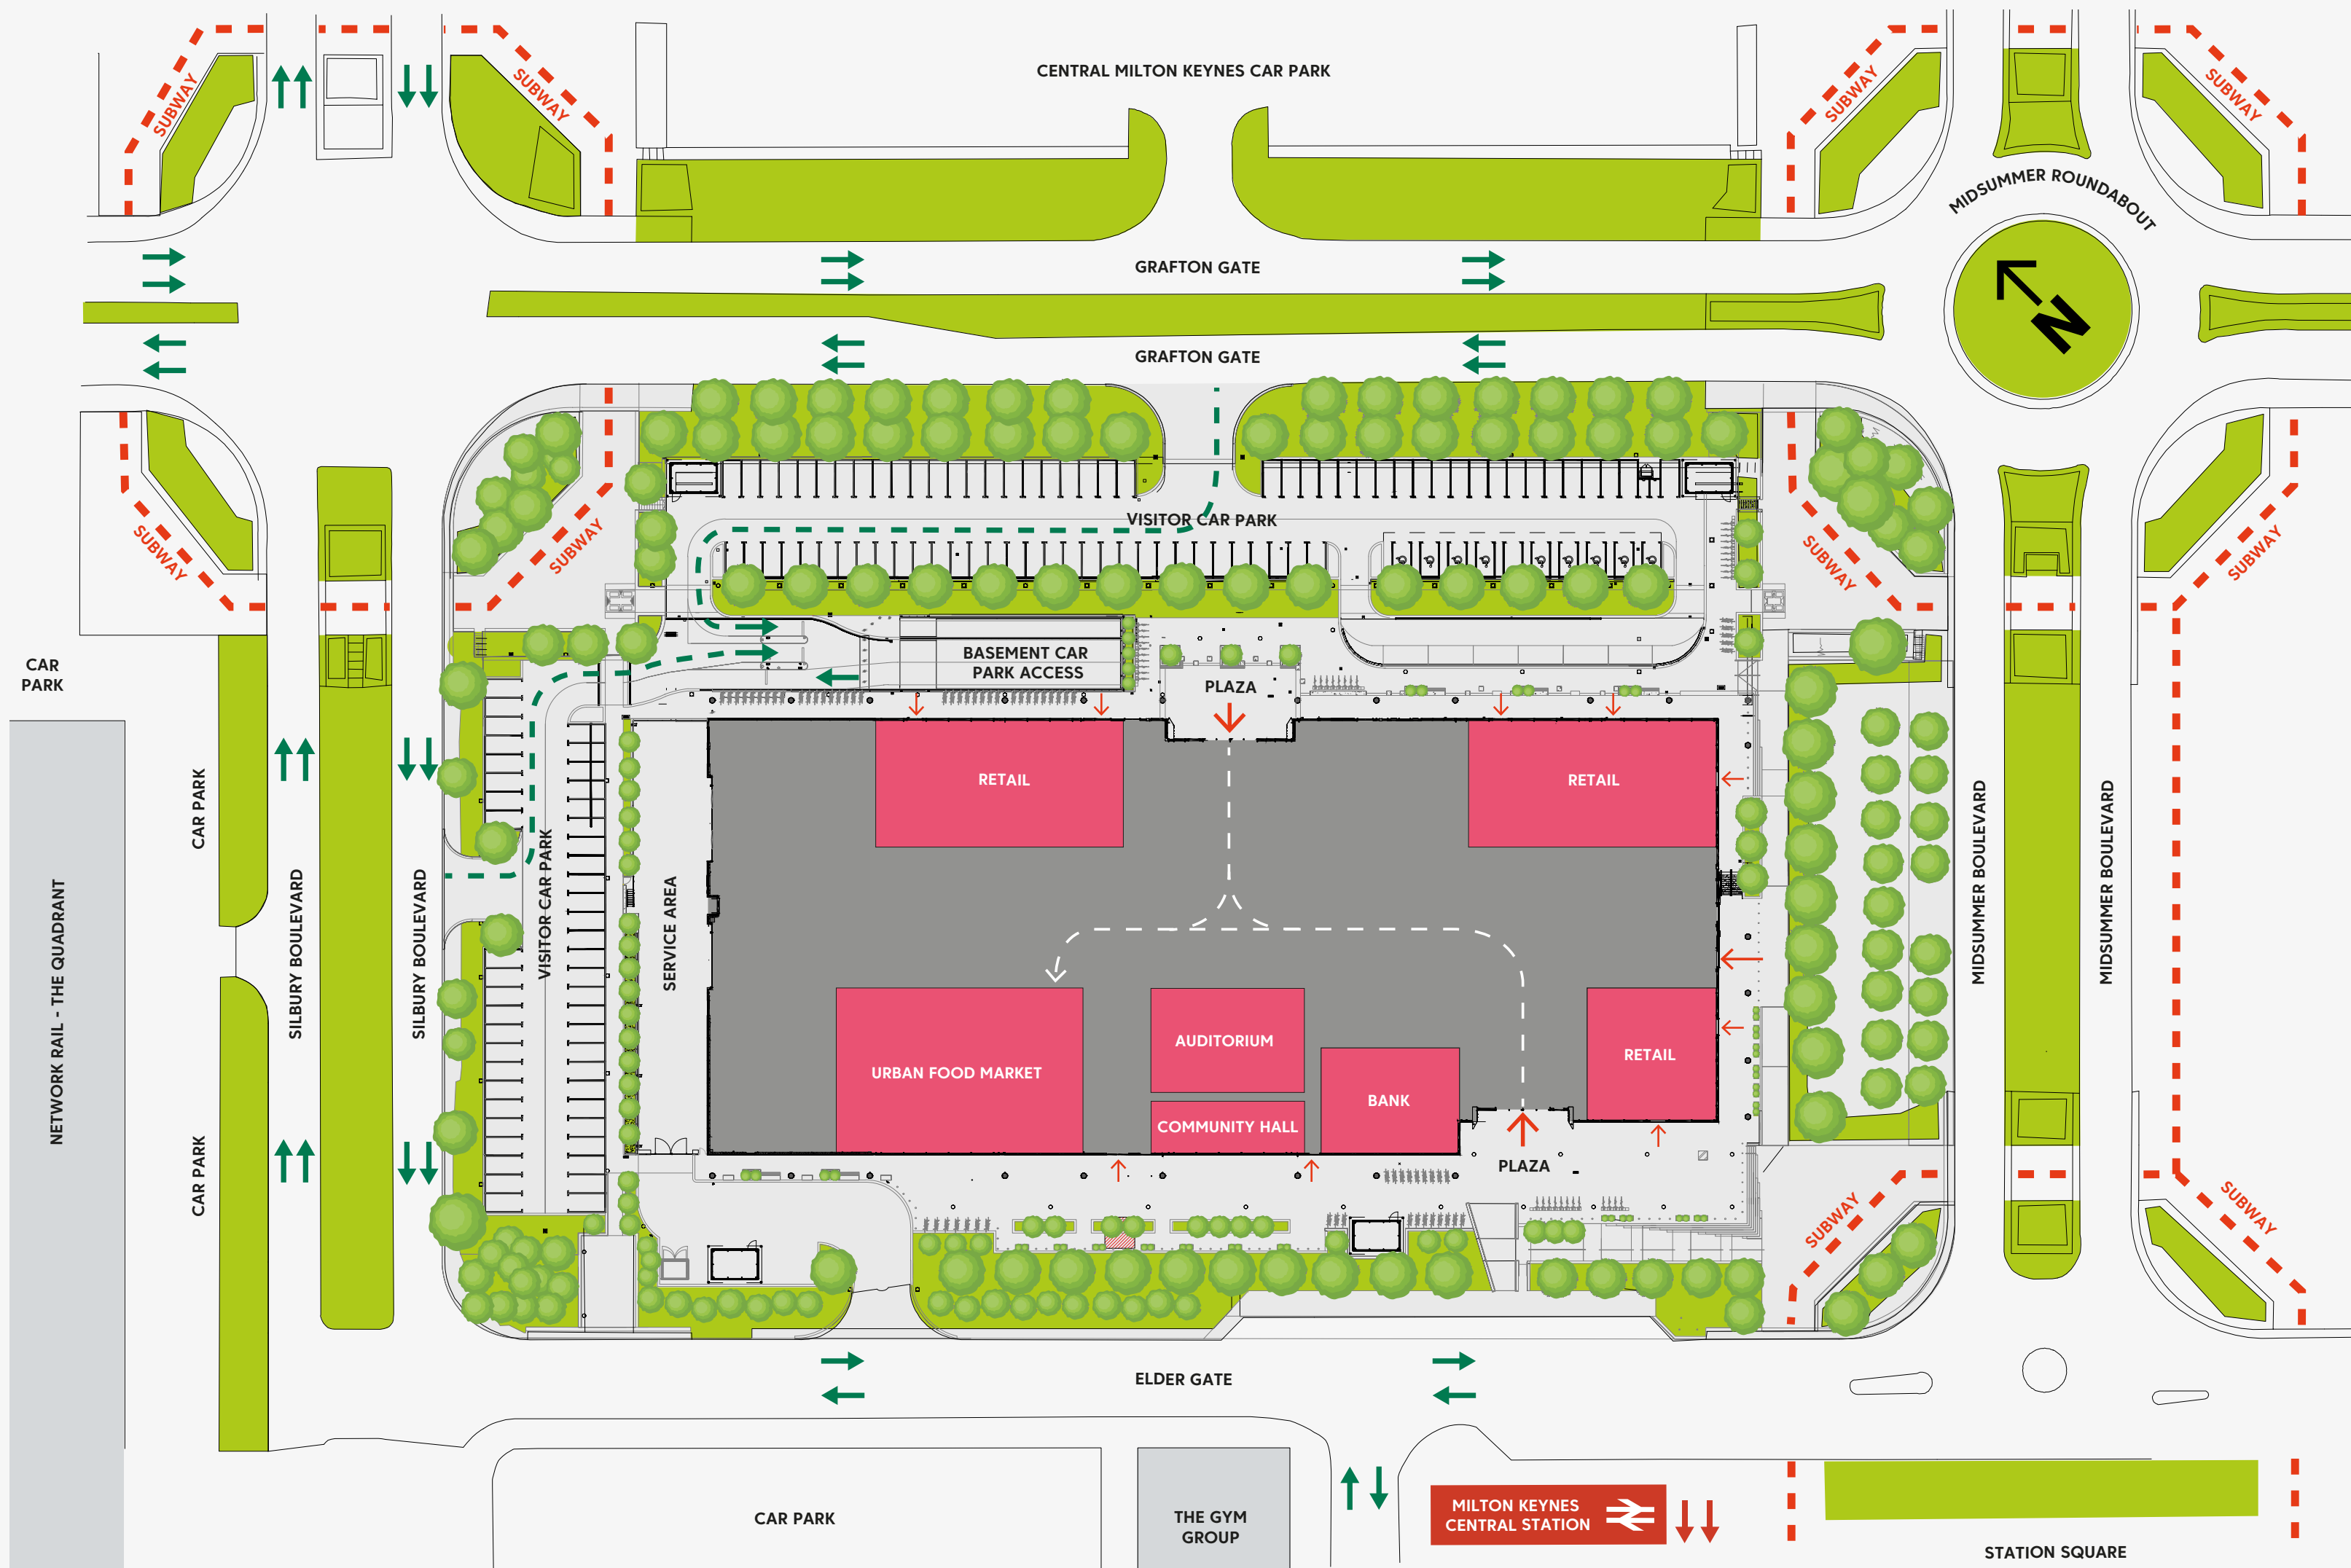 CENTRAL MILTON KEYNES CAR PARK
SUBWAY
SUBWAY
SUBWAY
SUBWAY
MIDSUMMER ROUNDABOUT
GRAFTON GATE
N
GRAFTON GATE
VISITOR CAR PARK
SUBWAY
SUBWAY
SUBWAY
SUBWAY
CAR
PARK
BASEMENT CAR
PARK ACCESS
PLAZA
RETAIL
RETAIL
CAR PARK
NETWORK RAIL - THE QUADRANT
SILBURY BOULEVARD
SILBURY BOULEVARD
VISITOR CAR PARK
SERVICE AREA
MIDSUMMER BOULEVARD
MIDSUMMER BOULEVARD
URBAN FOOD MARKET
AUDITORIUM
COMMUNITY HALL
BANK
RETAIL
CAR PARK
PLAZA
SUBWAY
SUBWAY
ELDER GATE
CAR PARK
THE GYM
GROUP
MILTON KEYNES
CENTRAL STATION
STATION SQUARE